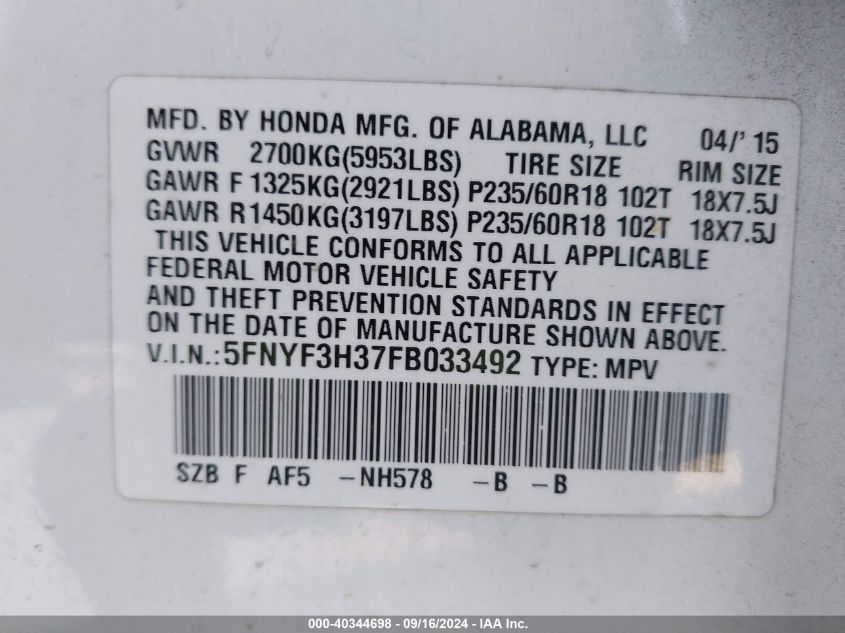 MFD. BY HONDA MFG. OF ALABAMA, LLC 04/' 15
GVWR 2700KG(5953LBS) TIRE SIZE RIM SIZE
GAWR F 1325KG(2921LBS) P235/60R18 102T 18X7.5J
GAWR R1450KG(3197LBS) P235/60R18 102T 18X7.5J
THIS VEHICLE CONFORMS TO ALL APPLICABLE
FEDERAL MOTOR VEHICLE SAFETY
AND THEFT PREVENTION STANDARDS IN EFFECT
ON THE DATE OF MANUFACTURE SHOWN ABOVE.
V.I.N.: 5FNYF3H37FB033492 TYPE: MPV
SZB F AF5 -NH578 -B -B
000-40344698 - 09/16/2024 - IAA Inc.